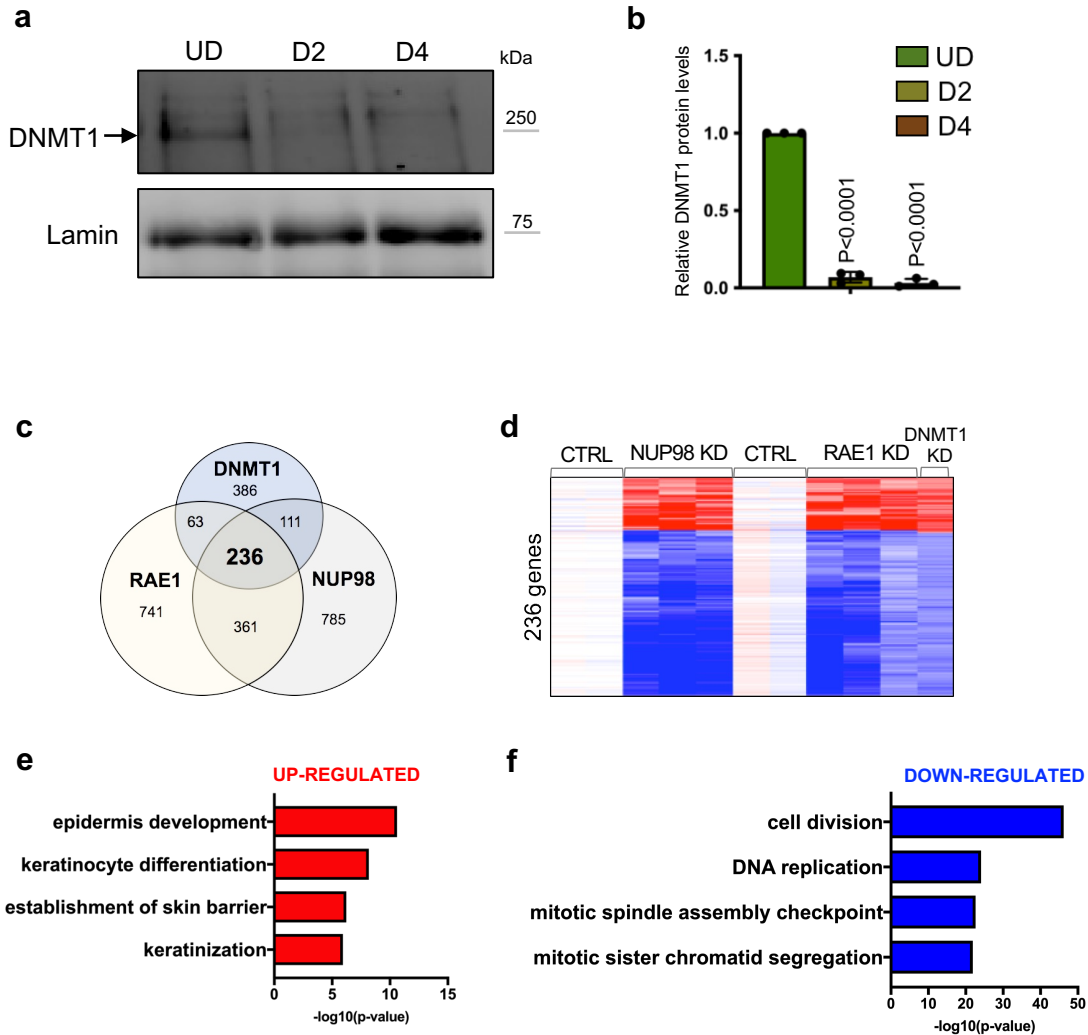 a
UD D2 D4 kDa
250
DNMT1
75
Lamin
b
1.5
1.0
0.5
0.0
Relative DNMT1 protein levels
P<0.0001
P<0.0001
UD
D2
D4
c
DNMT1
386
63 111
236
RAE1 NUP98
741 785
361
d
CTRL NUP98 KD CTRL RAE1 KD DNMT1
KD
236 genes
e
UP-REGULATED
epidermis development
keratinocyte differentiation
establishment of skin barrier
keratinization
0 5 10 15
-log10(p-value)
f
DOWN-REGULATED
cell division
DNA replication
mitotic spindle assembly checkpoint
mitotic sister chromatid segregation
0 10 20 30 40 50
-log10(p-value)